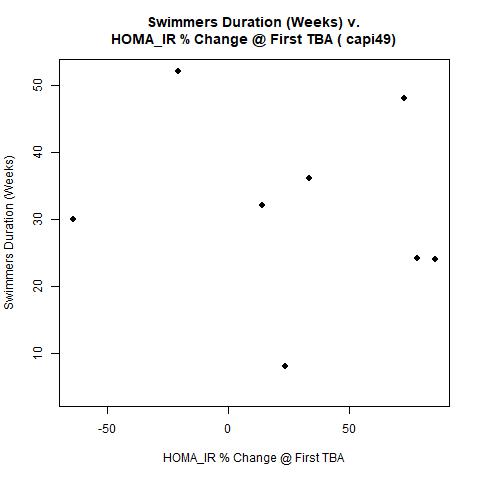 Swimmers Duration (Weeks) v.
HOMA_IR % Change @ First TBA ( capi49)
Swimmers Duration (Weeks)
50
40
30
20
10
-50
0
50
HOMA_IR % Change @ First TBA